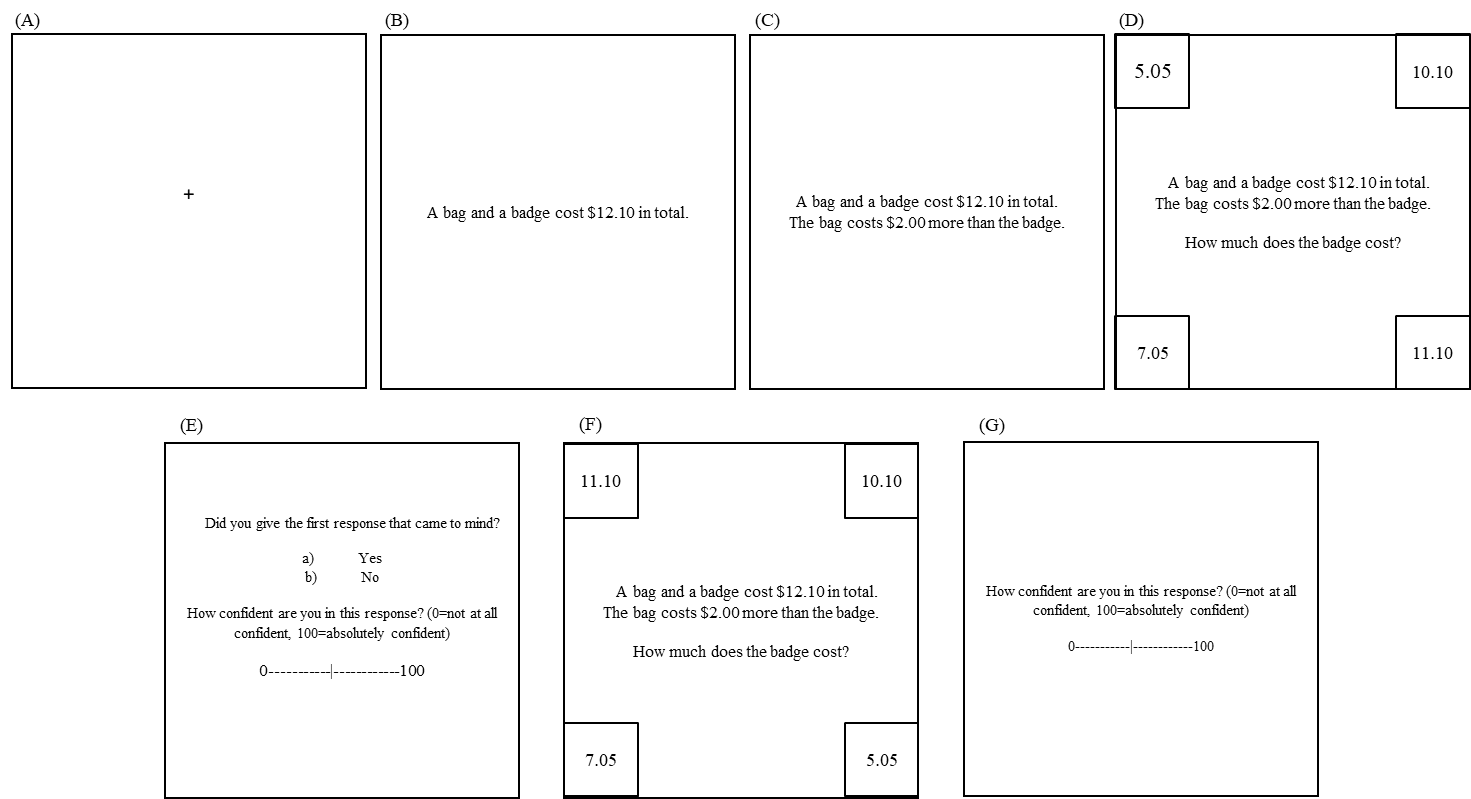 (A)
+
(B)
A bag and a badge cost $12.10 in total.
(C)
A bag and a badge cost $12.10 in total.
The bag costs $2.00 more than the badge.
(D)
5.05
10.10
A bag and a badge cost $12.10 in total.
The bag costs $2.00 more than the badge.
How much does the badge cost?
7.05
11.10
(E)
Did you give the first response that came to mind?
a) Yes
b) No
How confident are you in this response? (0=not at all
confident, 100=absolutely confident)
0-----------|------------100
(F)
11.10
10.10
A bag and a badge cost $12.10 in total.
The bag costs $2.00 more than the badge.
How much does the badge cost?
7.05
5.05
(G)
How confident are you in this response? (0=not at all
confident, 100=absolutely confident)
0-----------|------------100